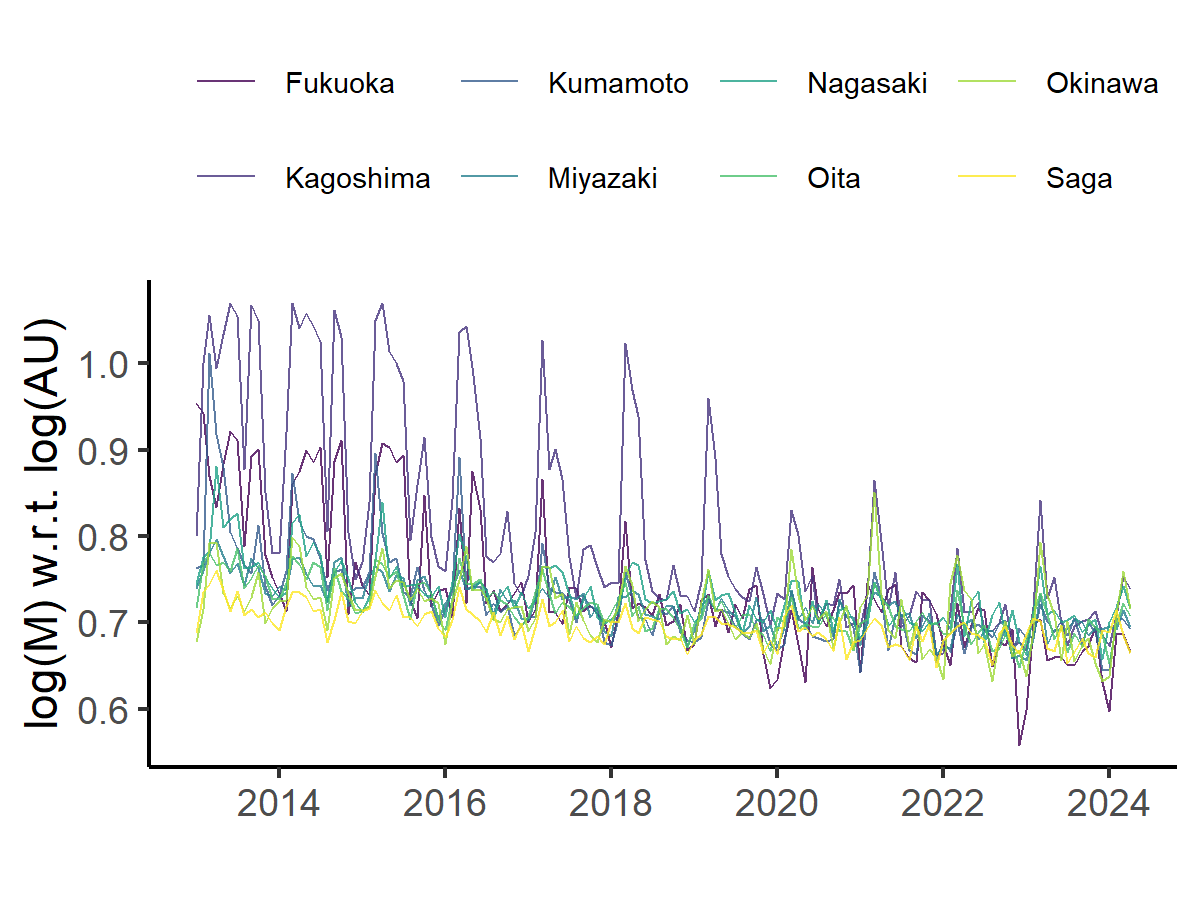 Fukuoka Kumamoto Nagasaki Okinawa
Kagoshima Miyazaki Oita Saga
log(M) w.r.t. log(AU)
1.0
0.9
0.8
0.7
0.6
2014 2016 2018 2020 2022 2024